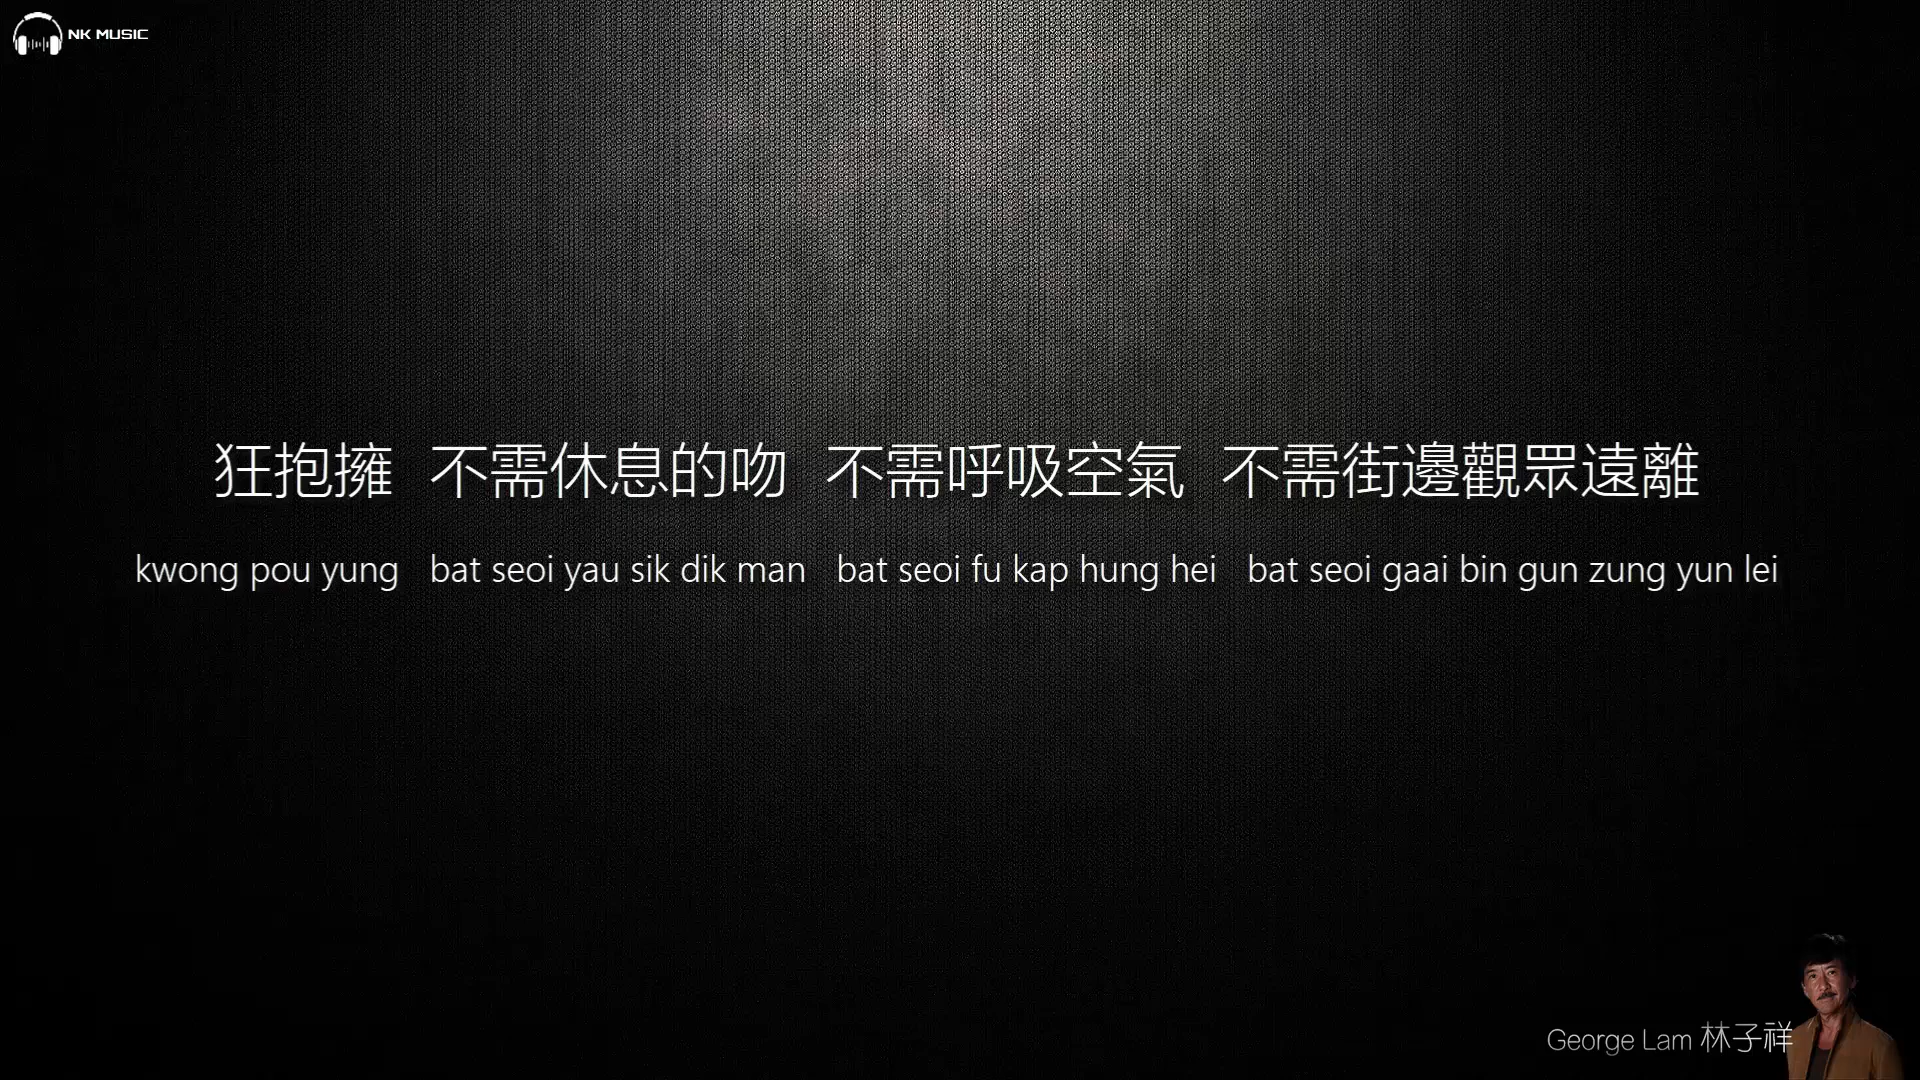 NK MUSIC
狂抱擁 不需休息的吻 不需呼吸空氣 不需街邊觀眾遠離
kwong pou yung bat seoi yau sik dik man bat seoi fu kap hung hei bat seoi gaai bin gun zung yun lei
George Lam 林子祥